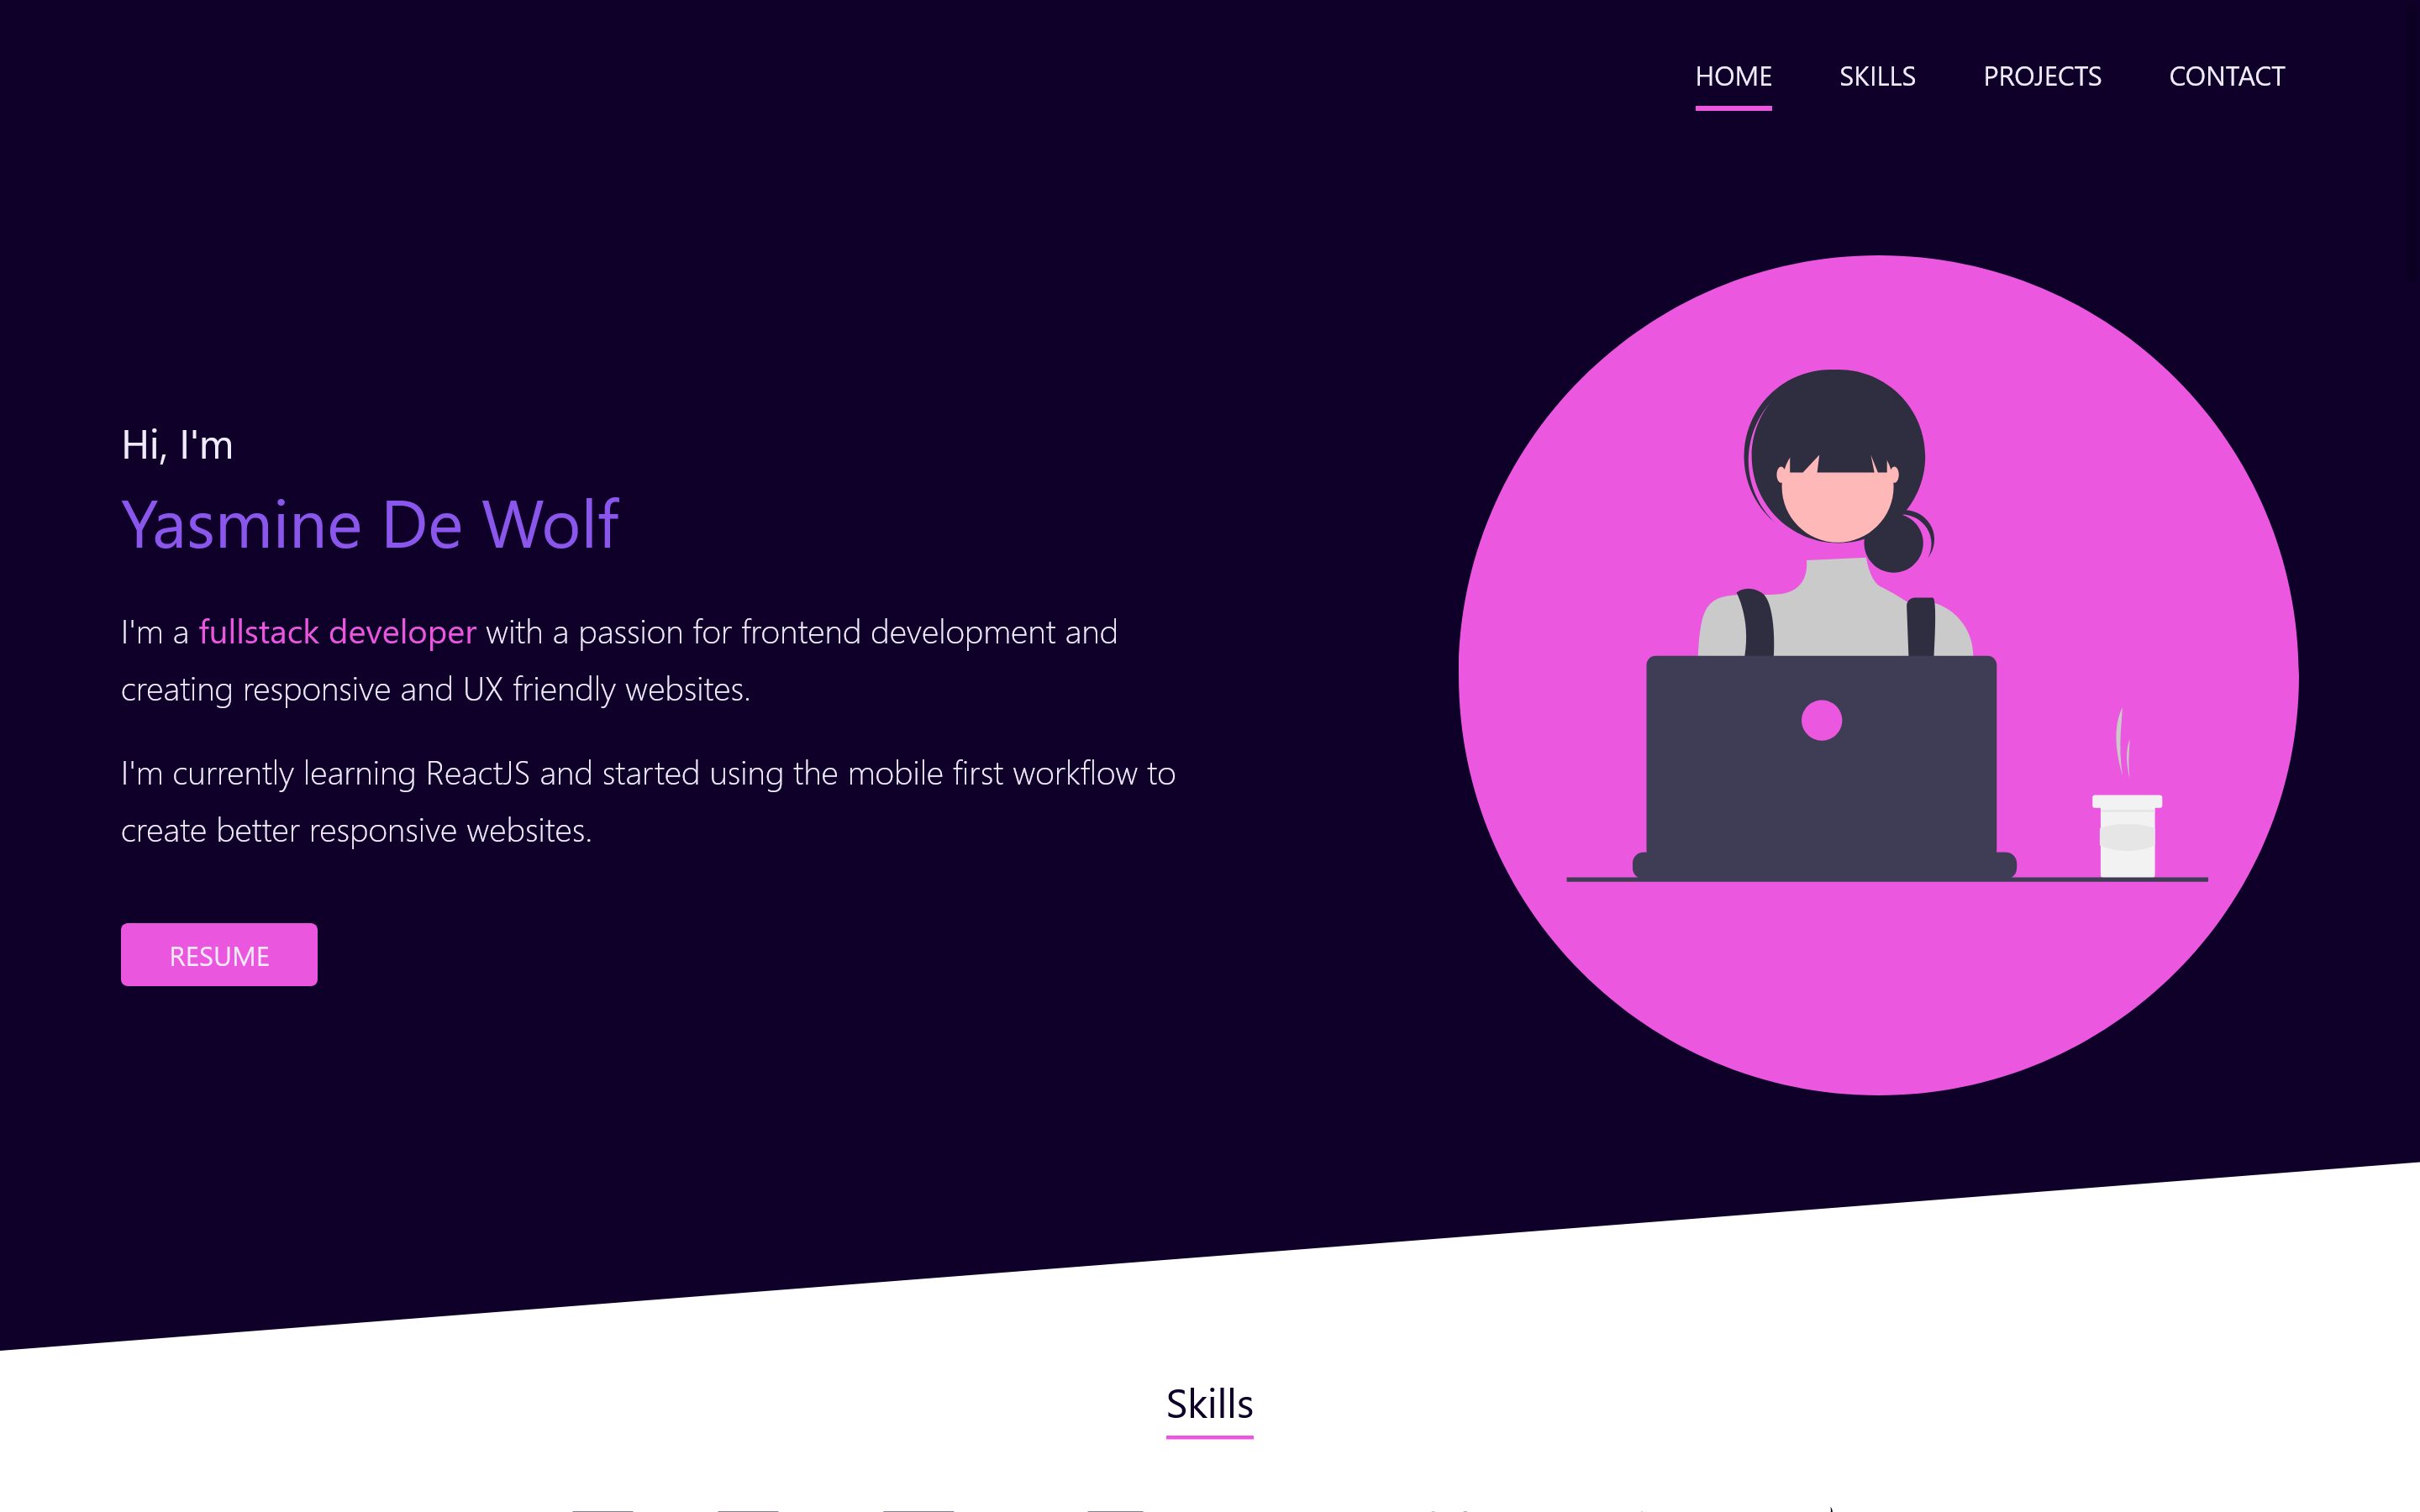 HOME SKILLS PROJECTS CONTACT
Hi, I'm
Yasmine De Wolf
I'm a fullstack developer with a passion for frontend development and
creating responsive and UX friendly websites.
I'm currently learning ReactJS and started using the mobile first workflow to
create better responsive websites.
RESUME
Skills